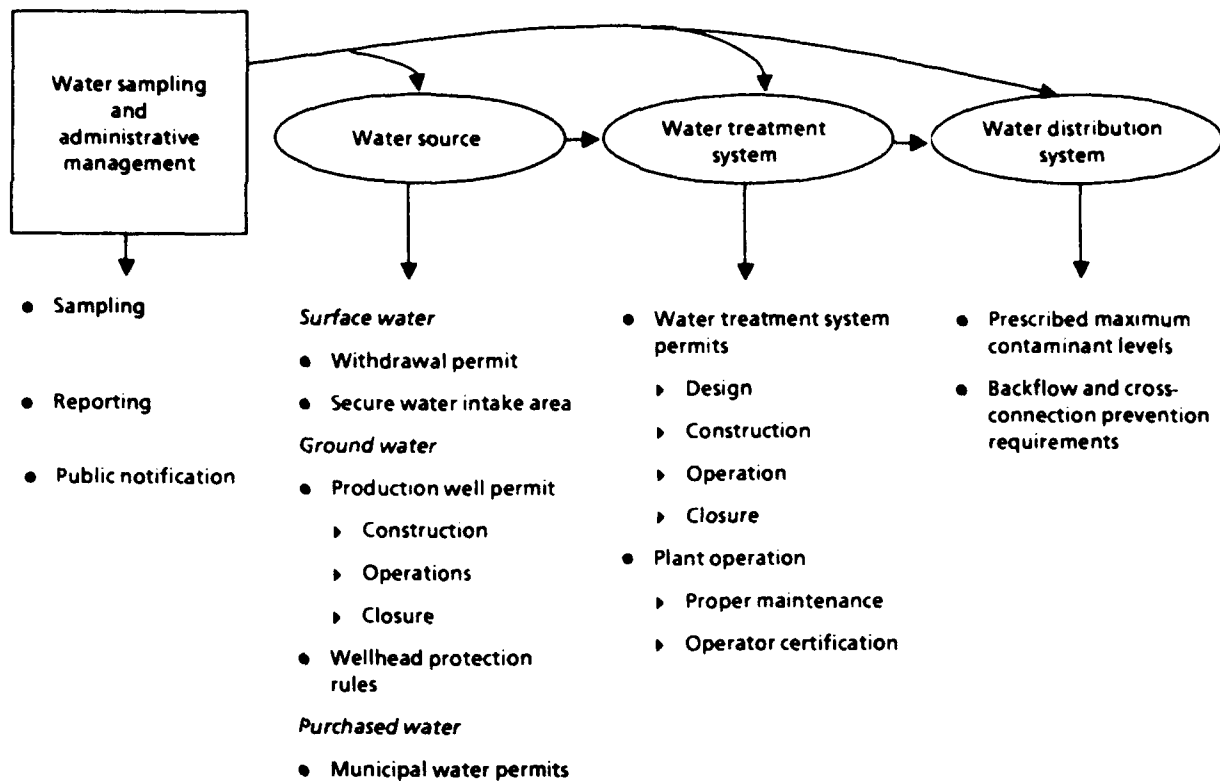 Water sampling
and
administrative
management
Water source
Water treatment
system
Water distribution
system
● Sampling
● Reporting
● Public notification
Surface water
● Withdrawal permit
● Secure water intake area
Ground water
● Production well permit
▸ Construction
▸ Operations
▸ Closure
● Wellhead protection
rules
Purchased water
● Municipal water permits
● Water treatment system
permits
▸ Design
▸ Construction
▸ Operation
▸ Closure
● Plant operation
▸ Proper maintenance
▸ Operator certification
● Prescribed maximum
contaminant levels
● Backflow and cross-
connection prevention
requirements